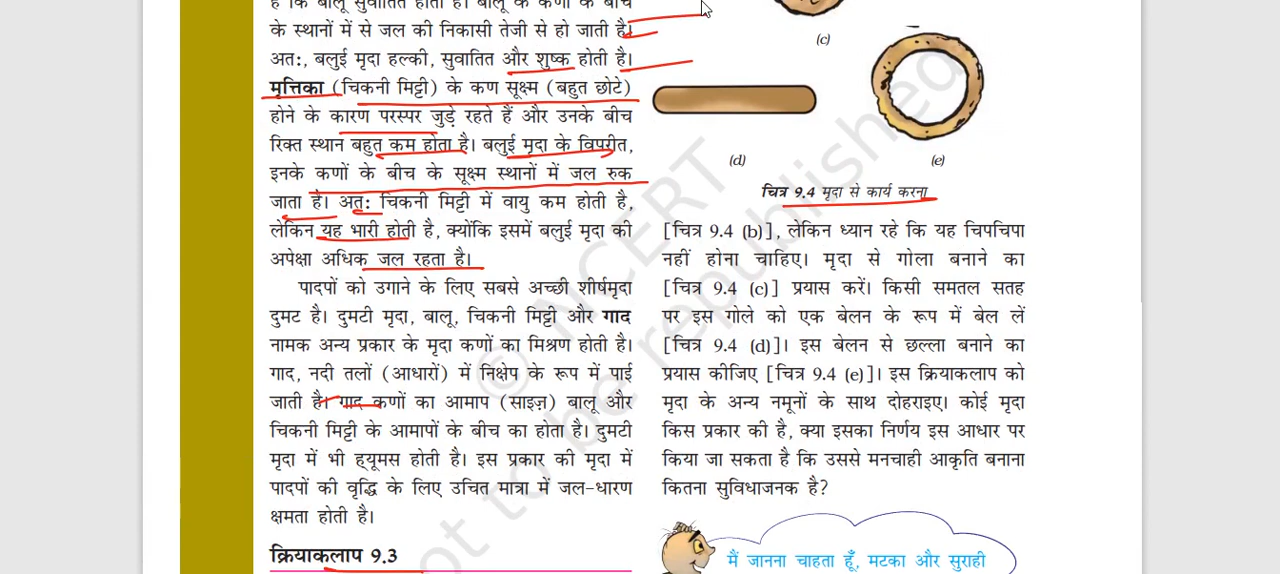 है कि बालू सुवातित होता है। बालू के कणों के बीच
के स्थानों में से जल की निकासी तेजी से हो जाती है।
अतः, बलुई मृदा हल्की, सुवातित और शुष्क होती है।
मृत्तिका (चिकनी मिट्टी) के कण सूक्ष्म (बहुत छोटे)
होने के कारण परस्पर जुड़े रहते हैं और उनके बीच
रिक्त स्थान बहुत कम होता है। बलुई मृदा के विपरीत,
इनके कणों के बीच के सूक्ष्म स्थानों में जल रुक
जाता है। अतः चिकनी मिट्टी में वायु कम होती है,
लेकिन यह भारी होती है, क्योंकि इसमें बलुई मृदा की
अपेक्षा अधिक जल रहता है।
पादपों को उगाने के लिए सबसे अच्छी शीर्षमृदा
दुमट है। दुमटी मृदा, बालू, चिकनी मिट्टी और गाद
नामक अन्य प्रकार के मृदा कणों का मिश्रण होती है।
गाद, नदी तलों (आधारों) में निक्षेप के रूप में पाई
जाती है। गाद कणों का आमाप (साइज़) बालू और
चिकनी मिट्टी के आमापों के बीच का होता है। दुमटी
मृदा में भी ह्यूमस होती है। इस प्रकार की मृदा में
पादपों की वृद्धि के लिए उचित मात्रा में जल-धारण
क्षमता होती है।
क्रियाकलाप 9.3
(c)
(d)
(e)
चित्र 9.4 मृदा से कार्य करना
[चित्र 9.4 (b)], लेकिन ध्यान रहे कि यह चिपचिपा
नहीं होना चाहिए। मृदा से गोला बनाने का
[चित्र 9.4 (c)] प्रयास करें। किसी समतल सतह
पर इस गोले को एक बेलन के रूप में बेल लें
[चित्र 9.4 (d)]। इस बेलन से छल्ला बनाने का
प्रयास कीजिए [चित्र 9.4 (e)]। इस क्रियाकलाप को
मृदा के अन्य नमूनों के साथ दोहराइए। कोई मृदा
किस प्रकार की है, क्या इसका निर्णय इस आधार पर
किया जा सकता है कि उससे मनचाही आकृति बनाना
कितना सुविधाजनक है?
मैं जानना चाहता हूँ, मटका और सुराही
© NCERT
not to be republished